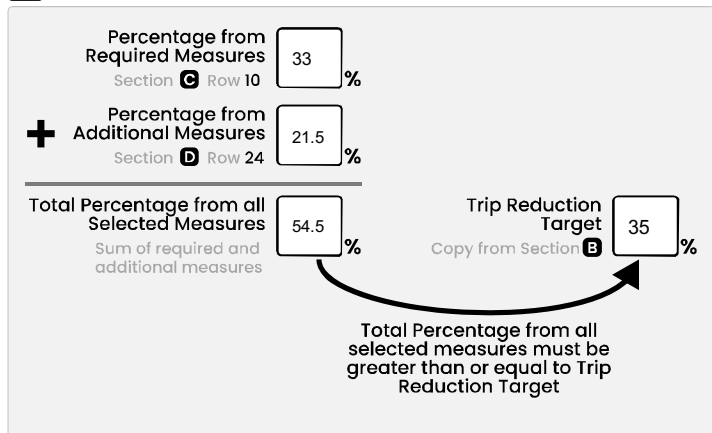 Percentage from
Required Measures
Section C Row 10
33
%
+
Percentage from
Additional Measures
Section D Row 24
21.5
%
Total Percentage from all
Selected Measures
Sum of required and
additional measures
54.5
%
Trip Reduction
Target
Copy from Section B
35
%
Total Percentage from all
selected measures must be
greater than or equal to Trip
Reduction Target